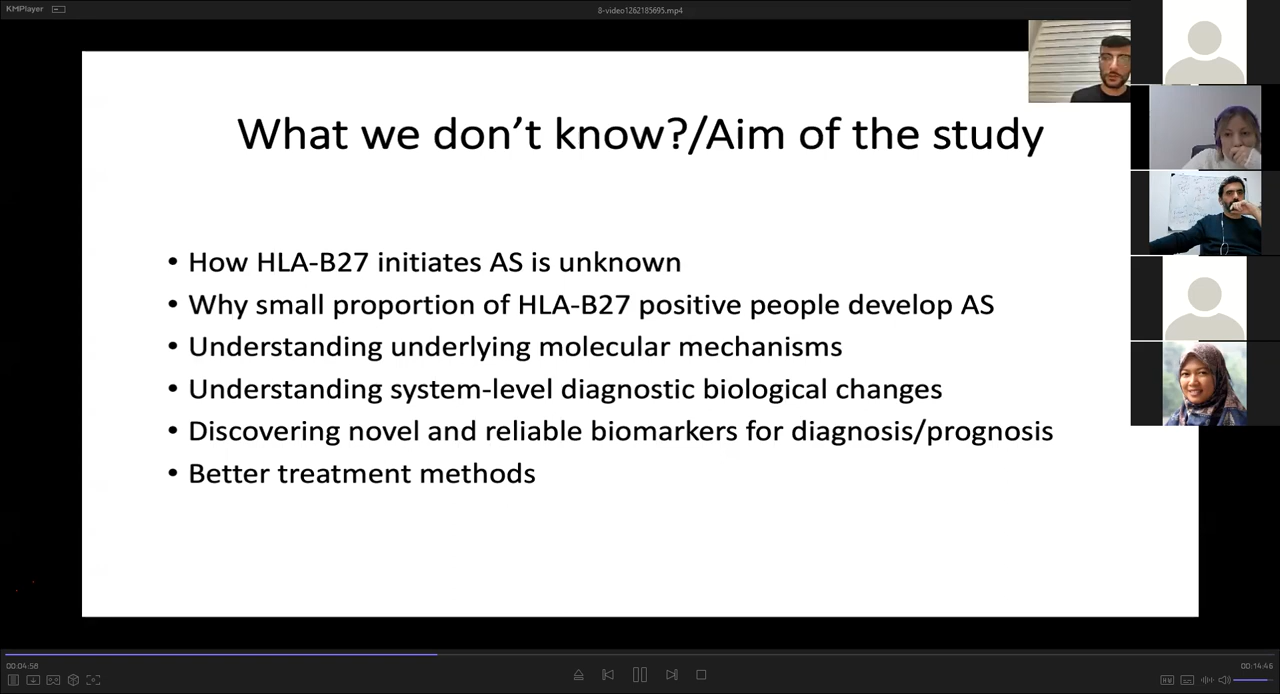 KMPlayer
8-video1262185695.mp4
What we don't know?/Aim of the study
• How HLA-B27 initiates AS is unknown
• Why small proportion of HLA-B27 positive people develop AS
• Understanding underlying molecular mechanisms
• Understanding system-level diagnostic biological changes
• Discovering novel and reliable biomarkers for diagnosis/prognosis
• Better treatment methods
00:04:58
00:14:46